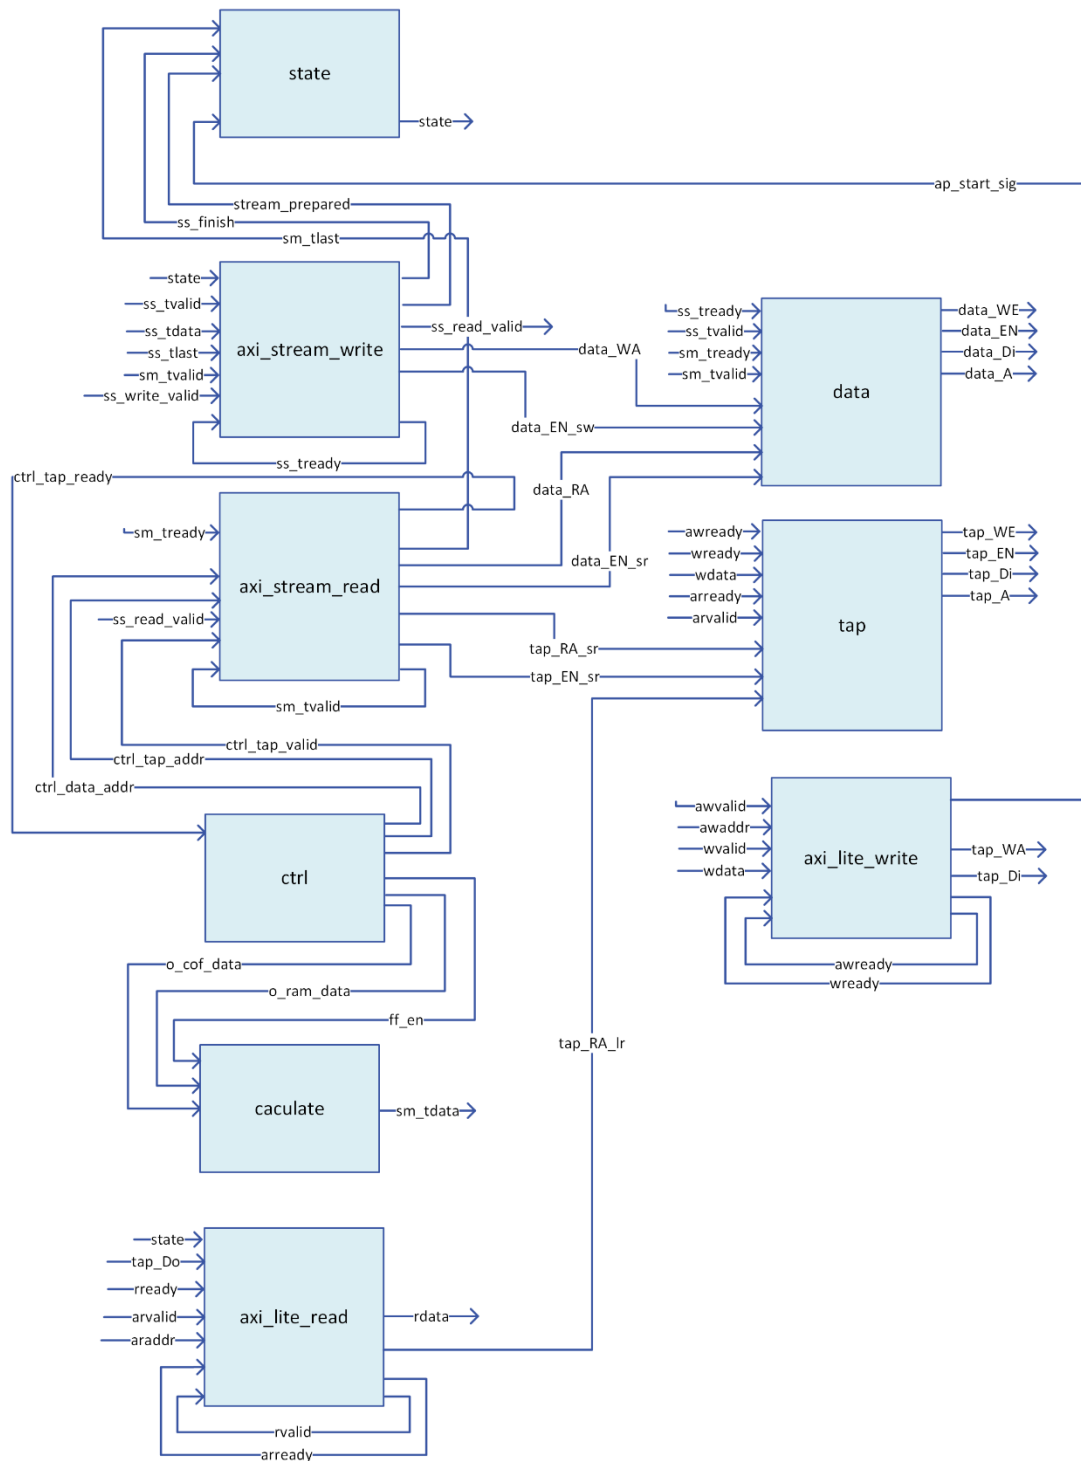 state
state
ap_start_sig
stream_prepared
ss_finish
sm_tlast
state
ss_tvalid
ss_tdata
ss_tlast
sm_tvalid
ss_write_valid
axi_stream_write
ss_read_valid
data_WA
data_EN_sw
ss_tready
ss_tready
ss_tvalid
sm_tready
sm_tvalid
data
data_WE
data_EN
data_Di
data_A
ctrl_tap_ready
sm_tready
ss_read_valid
axi_stream_read
data_RA
data_EN_sr
tap_RA_sr
tap_EN_sr
sm_tvalid
awready
wready
wdata
arready
arvalid
tap
tap_WE
tap_EN
tap_Di
tap_A
ctrl_tap_valid
ctrl_tap_addr
ctrl_data_addr
ctrl
awvalid
awaddr
wvalid
wdata
axi_lite_write
tap_WA
tap_Di
awready
wready
o_cof_data
o_ram_data
ff_en
tap_RA_lr
caculate
sm_tdata
state
tap_Do
rready
arvalid
araddr
axi_lite_read
rdata
rvalid
arready